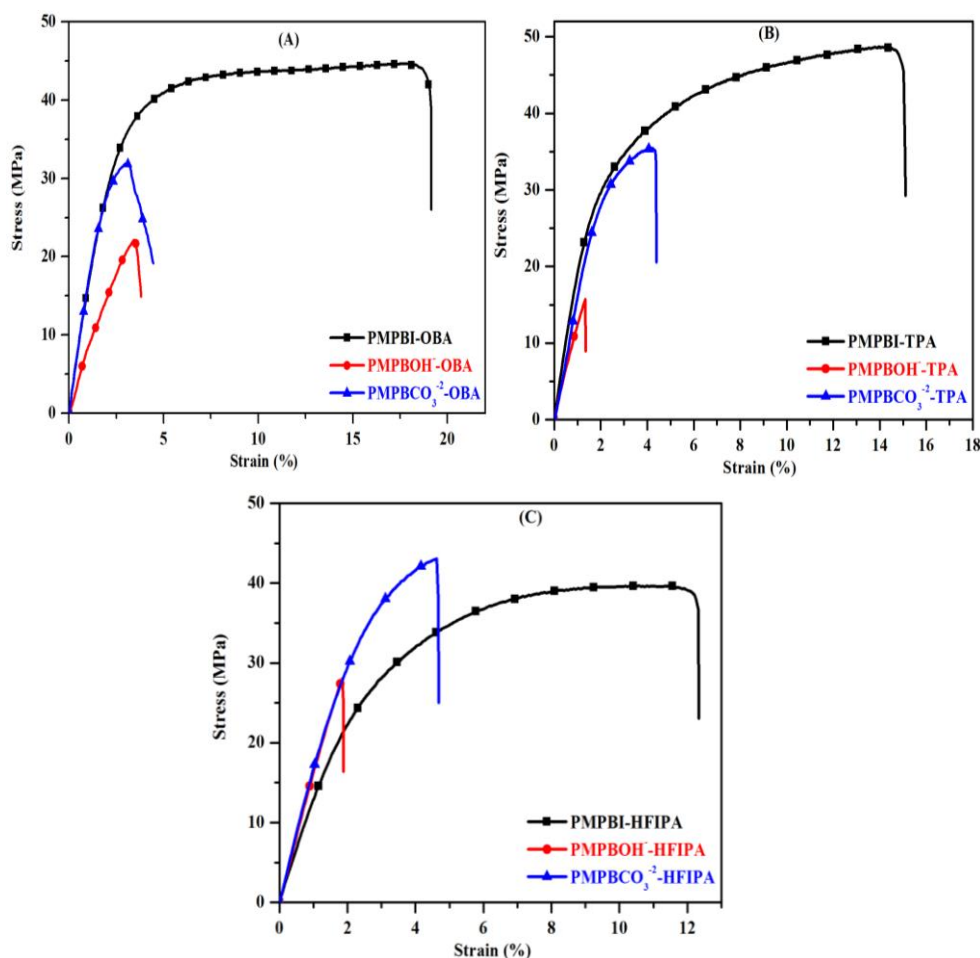 (A)
Stress (MPa)
50
40
30
20
10
0
PMPBI-OBA
PMPBOH⁻-OBA
PMPBCO₃⁻²-OBA
0 5 10 15 20
Strain (%)
(B)
Stress (MPa)
50
40
30
20
10
0
PMPBI-TPA
PMPBOH⁻-TPA
PMPBCO₃⁻²-TPA
0 2 4 6 8 10 12 14 16 18
Strain (%)
(C)
Stress (MPa)
50
40
30
20
10
0
PMPBI-HFIPA
PMPBOH⁻-HFIPA
PMPBCO₃⁻²-HFIPA
0 2 4 6 8 10 12
Strain (%)